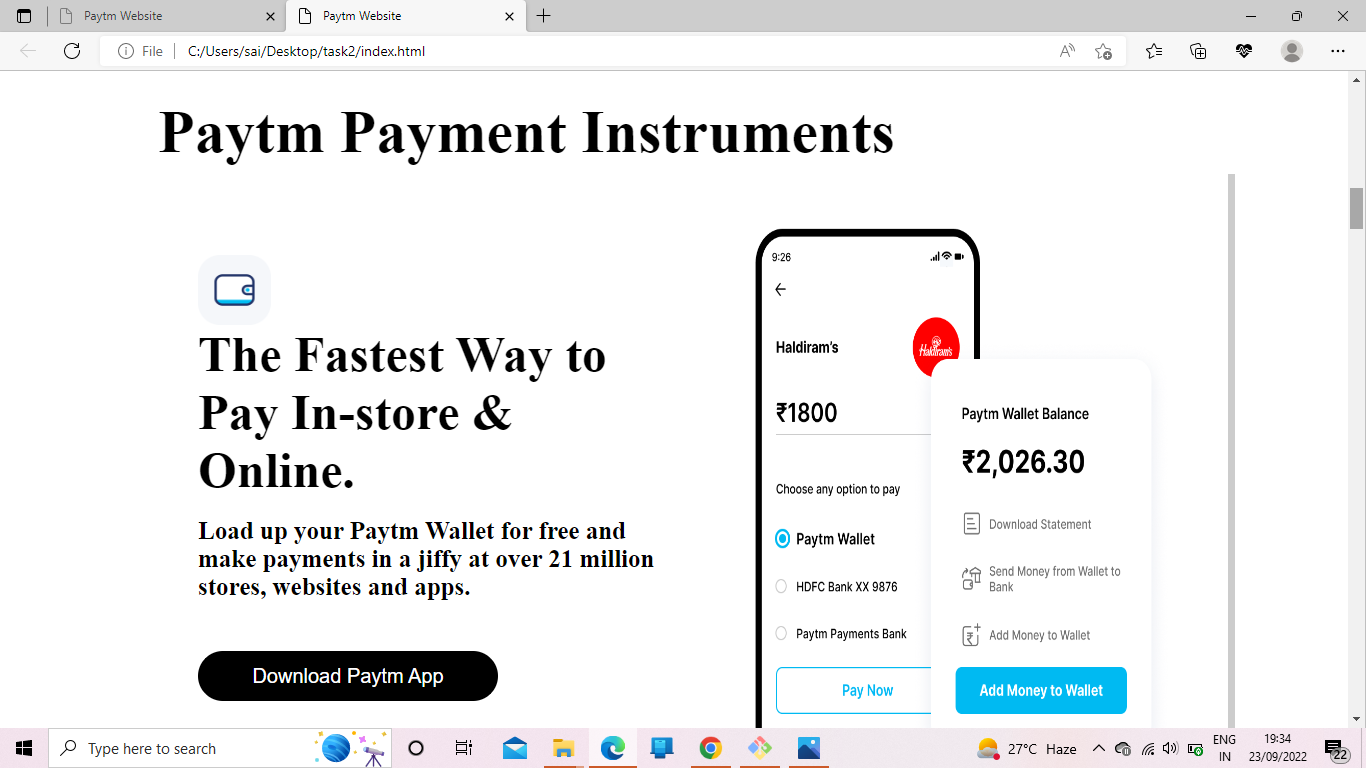 Paytm Website
Paytm Website
File
C:/Users/sai/Desktop/task2/index.html
Paytm Payment Instruments
The Fastest Way to
Pay In-store &
Online.
Load up your Paytm Wallet for free and
make payments in a jiffy at over 21 million
stores, websites and apps.
Download Paytm App
9:26
Haldiram's
Haldiram's
₹1800
Choose any option to pay
Paytm Wallet
HDFC Bank XX 9876
Paytm Payments Bank
Pay Now
Paytm Wallet Balance
₹2,026.30
Download Statement
Send Money from Wallet to
Bank
Add Money to Wallet
Add Money to Wallet
Type here to search
27°C Haze
ENG
IN
19:34
23/09/2022
22